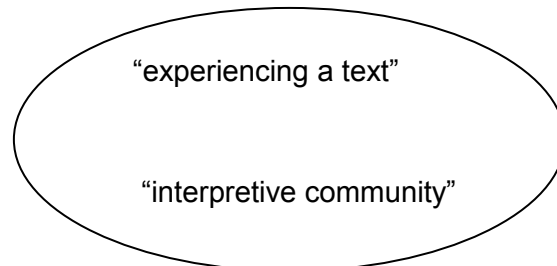 “experiencing a text”
“interpretive community”